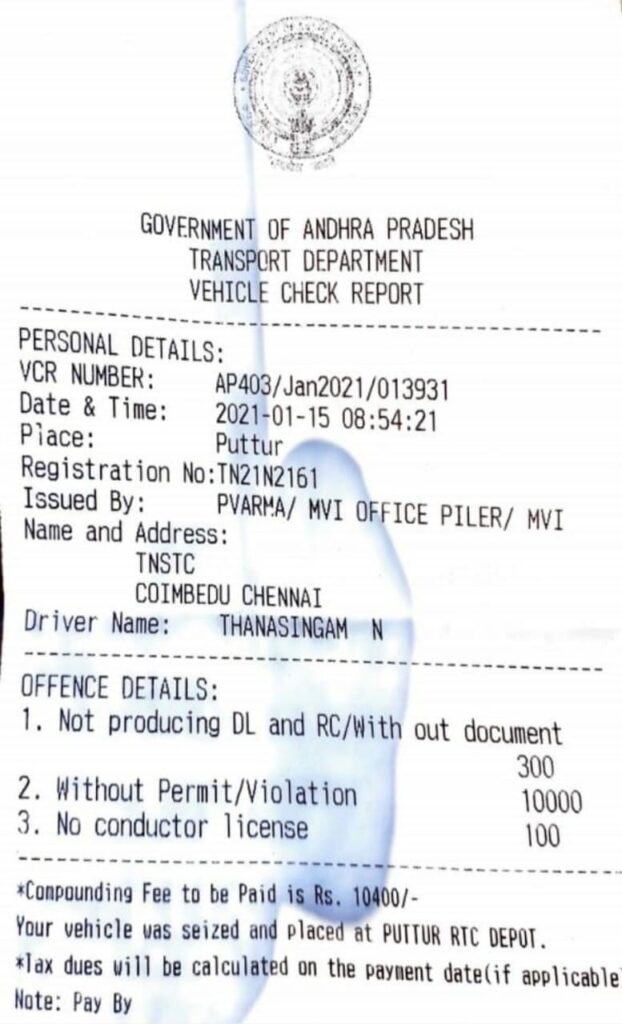 GOVERNMENT OF ANDHRA PRADESH
TRANSPORT DEPARTMENT
VEHICLE CHECK REPORT
PERSONAL DETAILS:
VCR NUMBER: AP403/Jan2021/013931
Date & Time: 2021-01-15 08:54:21
Place: Puttur
Registration No:TN21N2161
Issued By: PVARMA/ MVI OFFICE PILER/ MVI
Name and Address:
TNSTC
COIMBEDU CHENNAI
Driver Name: THANASINGAM N
OFFENCE DETAILS:
1. Not producing DL and RC/With out document
300
2. Without Permit/Violation 10000
3. No conductor license 100
*Compounding Fee to be Paid is Rs. 10400/-
Your vehicle was seized and placed at PUTTUR RTC DEPOT.
*Tax dues will be calculated on the payment date(if applicable
Note: Pay By